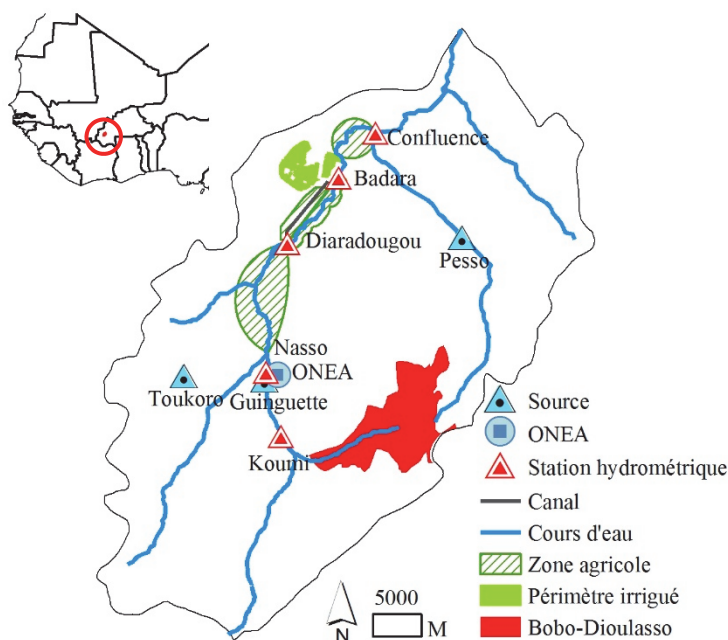 Confluence
Badara
Diaradougou
Pesso
Nasso
ONEA
Toukoro
Guinguette
Koumi
Source
ONEA
Station hydrométrique
Canal
Cours d'eau
Zone agricole
Périmètre irrigué
Bobo-Dioulasso
5000
N
M